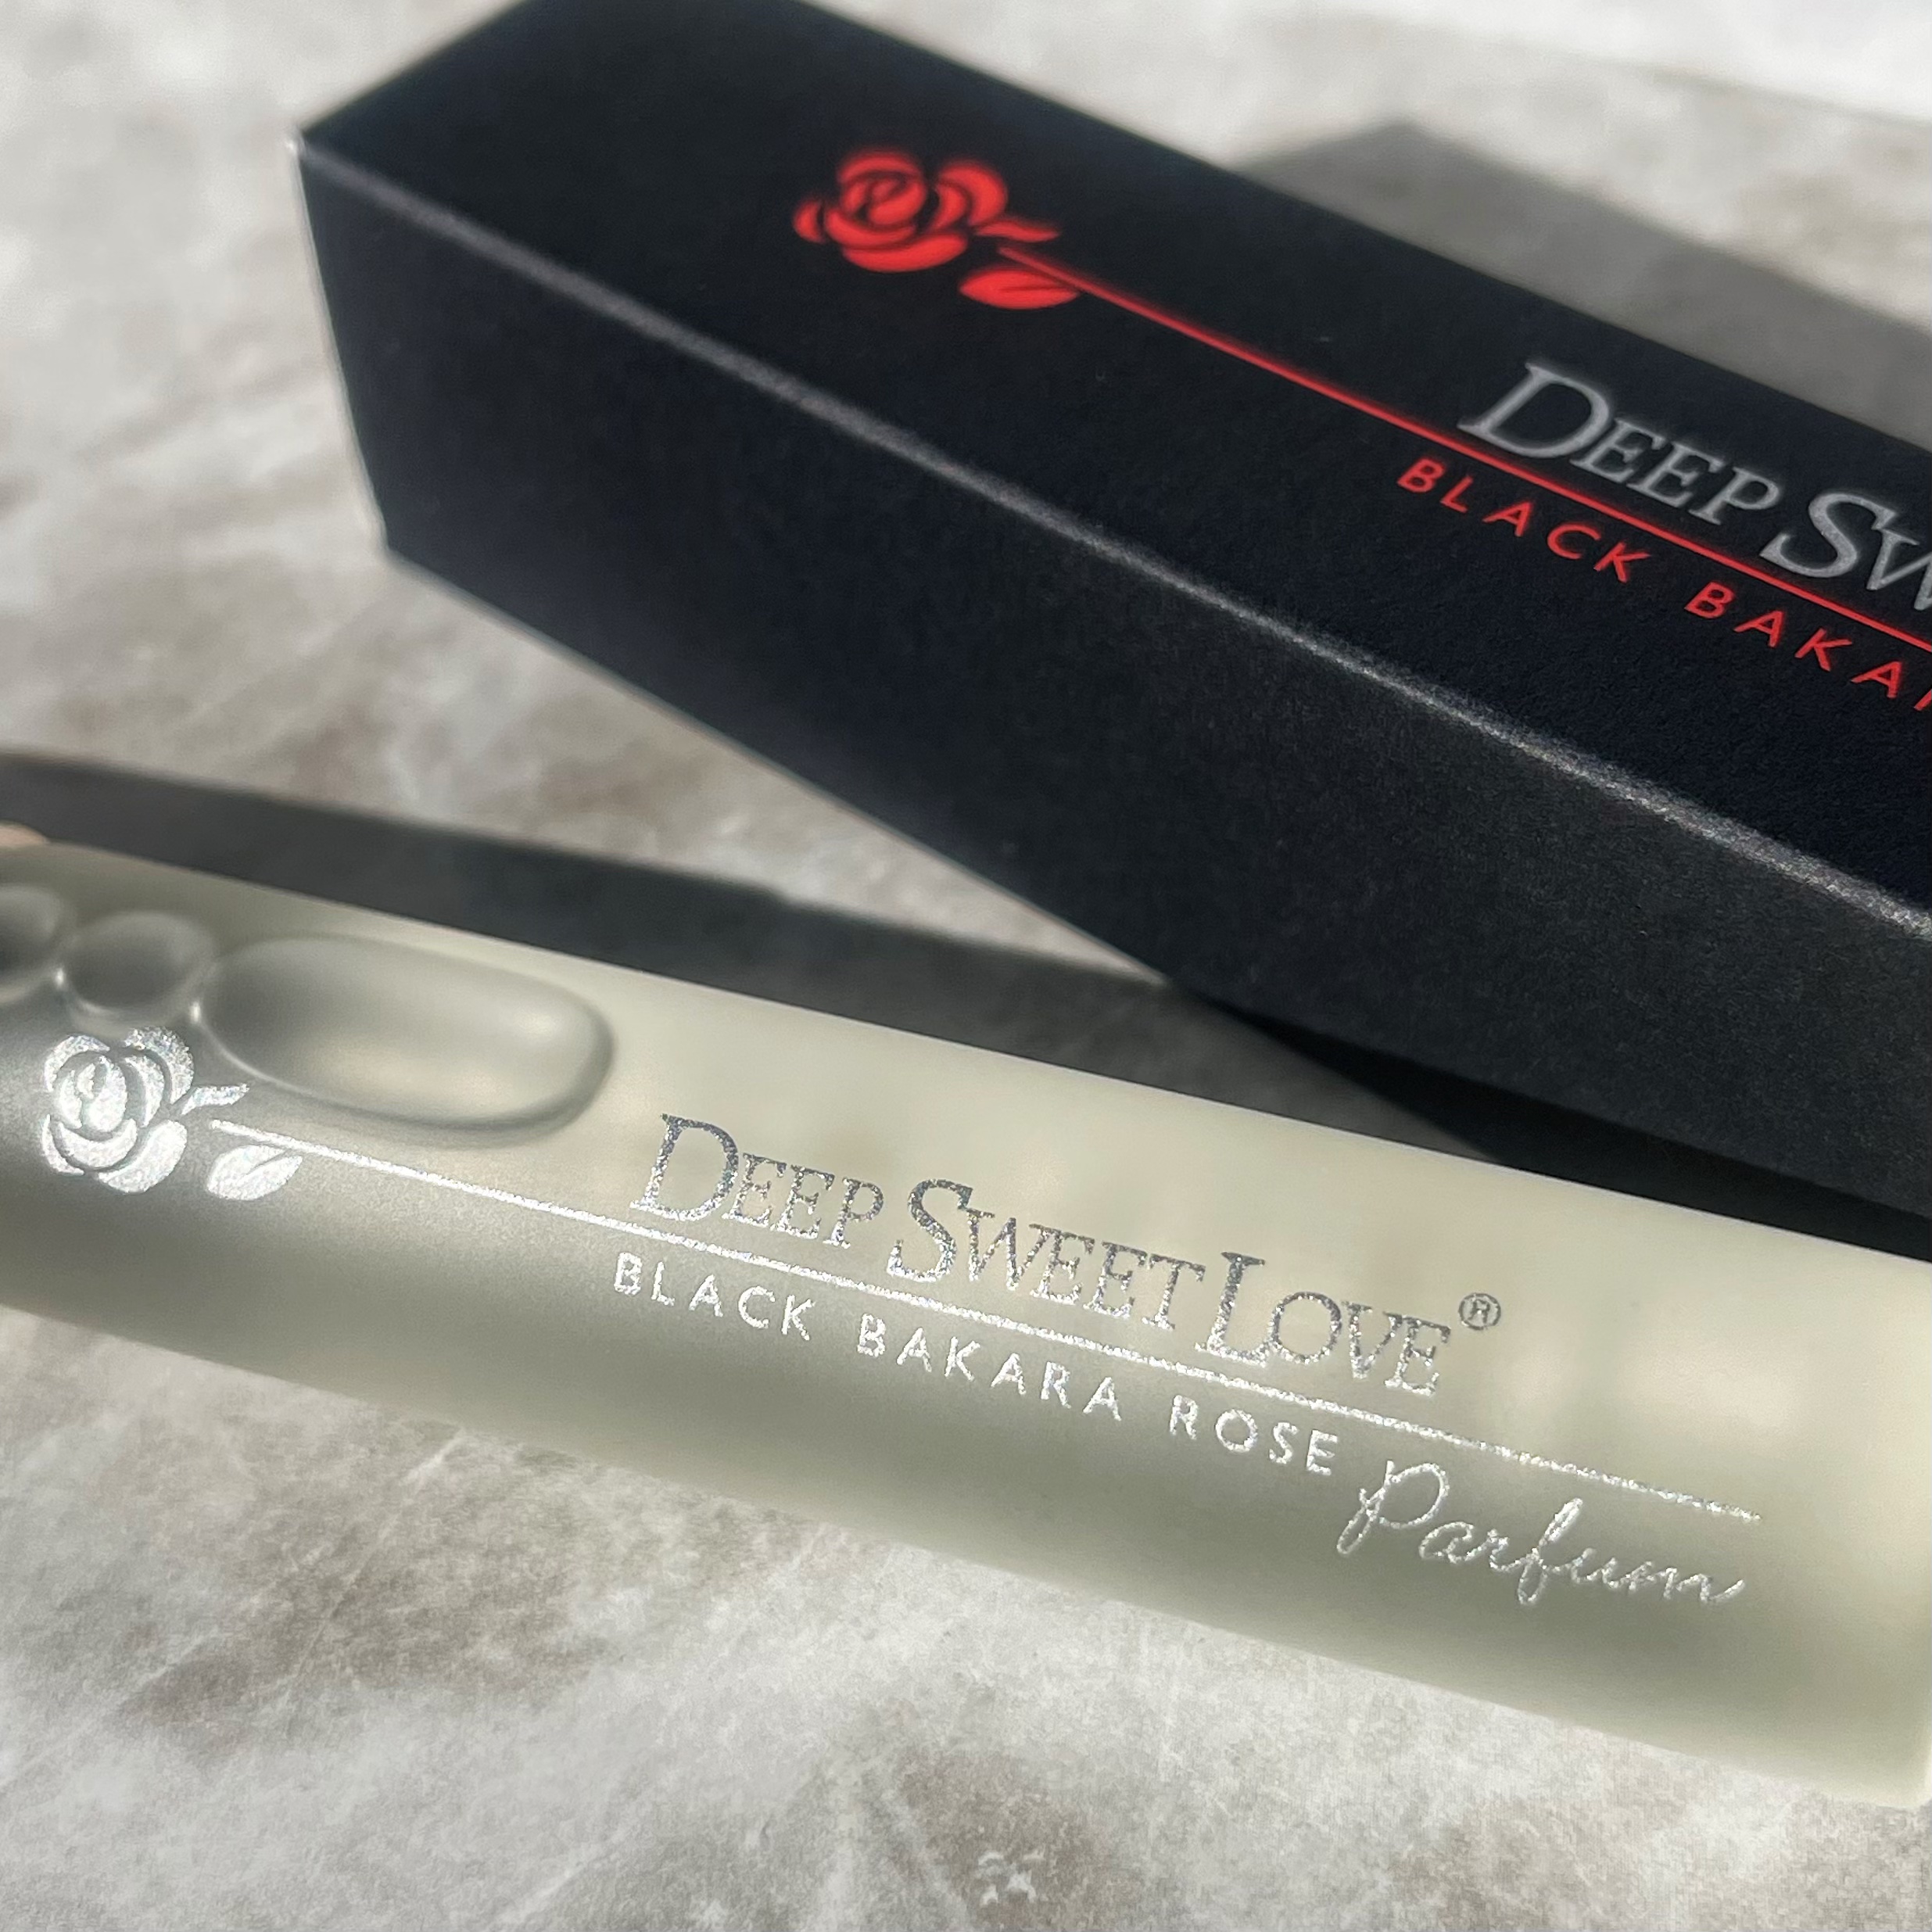 DEEP SW
BLACK BAKA
DEEP SWEET LOVE®
BLACK BAKARA ROSE
Parfum